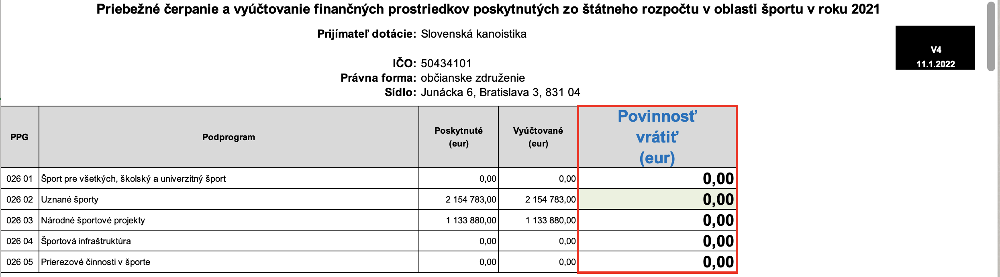 Priebežné čerpanie a vyúčtovanie finančných prostriedkov poskytnutých zo štátneho rozpočtu v oblasti športu v roku 2021
Prijímateľ dotácie: Slovenská kanoistika
V4
11.1.2022
IČO: 50434101
Právna forma: občianske združenie
Sídlo: Junácka 6, Bratislava 3, 831 04
PPG Podprogram Poskytnuté (eur) Vyúčtované (eur) Povinnosť vrátiť (eur)
026 01 Šport pre všetkých, školský a univerzitný šport 0,00 0,00 0,00
026 02 Uznané športy 2 154 783,00 2 154 783,00 0,00
026 03 Národné športové projekty 1 133 880,00 1 133 880,00 0,00
026 04 Športová infraštruktúra 0,00 0,00 0,00
026 05 Prierezové činnosti v športe 0,00 0,00 0,00